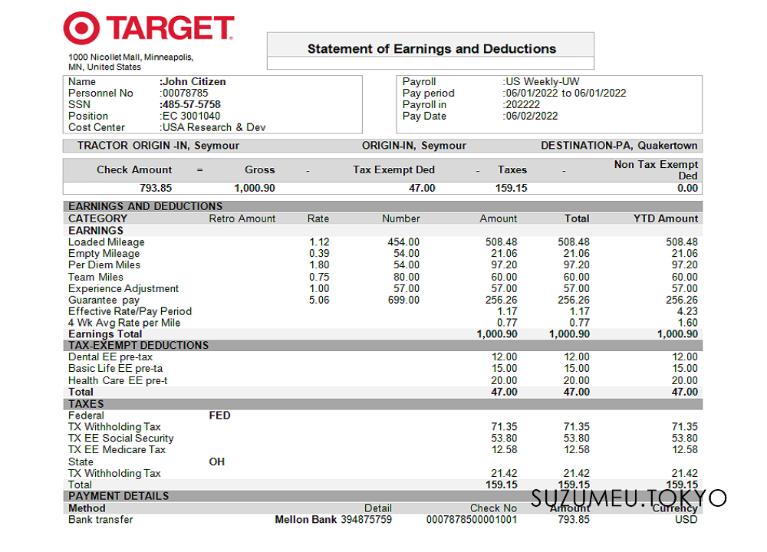 TARGET.
1000 Nicollet Mall, Minneapolis,
MN, United States
Statement of Earnings and Deductions
Name :John Citizen
Personnel No :00078785
SSN :485-57-5758
Position :EC 3001040
Cost Center :USA Research & Dev
Payroll :US Weekly-UW
Pay period :06/01/2022 to 06/01/2022
Payroll in :202222
Pay Date :06/02/2022
TRACTOR ORIGIN -IN, Seymour ORIGIN-IN, Seymour DESTINATION-PA, Quakertown
Check Amount = Gross - Tax Exempt Ded - Taxes - Non Tax Exempt Ded
793.85 1,000.90 47.00 159.15 0.00
EARNINGS AND DEDUCTIONS
CATEGORY Retro Amount Rate Number Amount Total YTD Amount
EARNINGS
Loaded Mileage 1.12 454.00 508.48 508.48 508.48
Empty Mileage 0.39 54.00 21.06 21.06 21.06
Per Diem Miles 1.80 54.00 97.20 97.20 97.20
Team Miles 0.75 80.00 60.00 60.00 60.00
Experience Adjustment 1.00 57.00 57.00 57.00 57.00
Guarantee pay 5.06 699.00 256.26 256.26 256.26
Effective Rate/Pay Period 1.17 1.17 4.23
4 Wk Avg Rate per Mile 0.77 0.77 1.60
Earnings Total 1,000.90 1,000.90 1,000.90
TAX-EXEMPT DEDUCTIONS
Dental EE pre-tax 12.00 12.00 12.00
Basic Life EE pre-ta 15.00 15.00 15.00
Health Care EE pre-t 20.00 20.00 20.00
Total 47.00 47.00 47.00
TAXES
Federal FED
TX Withholding Tax 71.35 71.35 71.35
TX EE Social Security 53.80 53.80 53.80
TX EE Medicare Tax 12.58 12.58 12.58
State OH
TX Withholding Tax 21.42 21.42 21.42
Total 159.15 159.15 159.15
PAYMENT DETAILS
SUZUMEU.TOKYO
Method Detail Check No Amount Currency
Bank transfer Mellon Bank 394875759 0007878500001001 793.85 USD